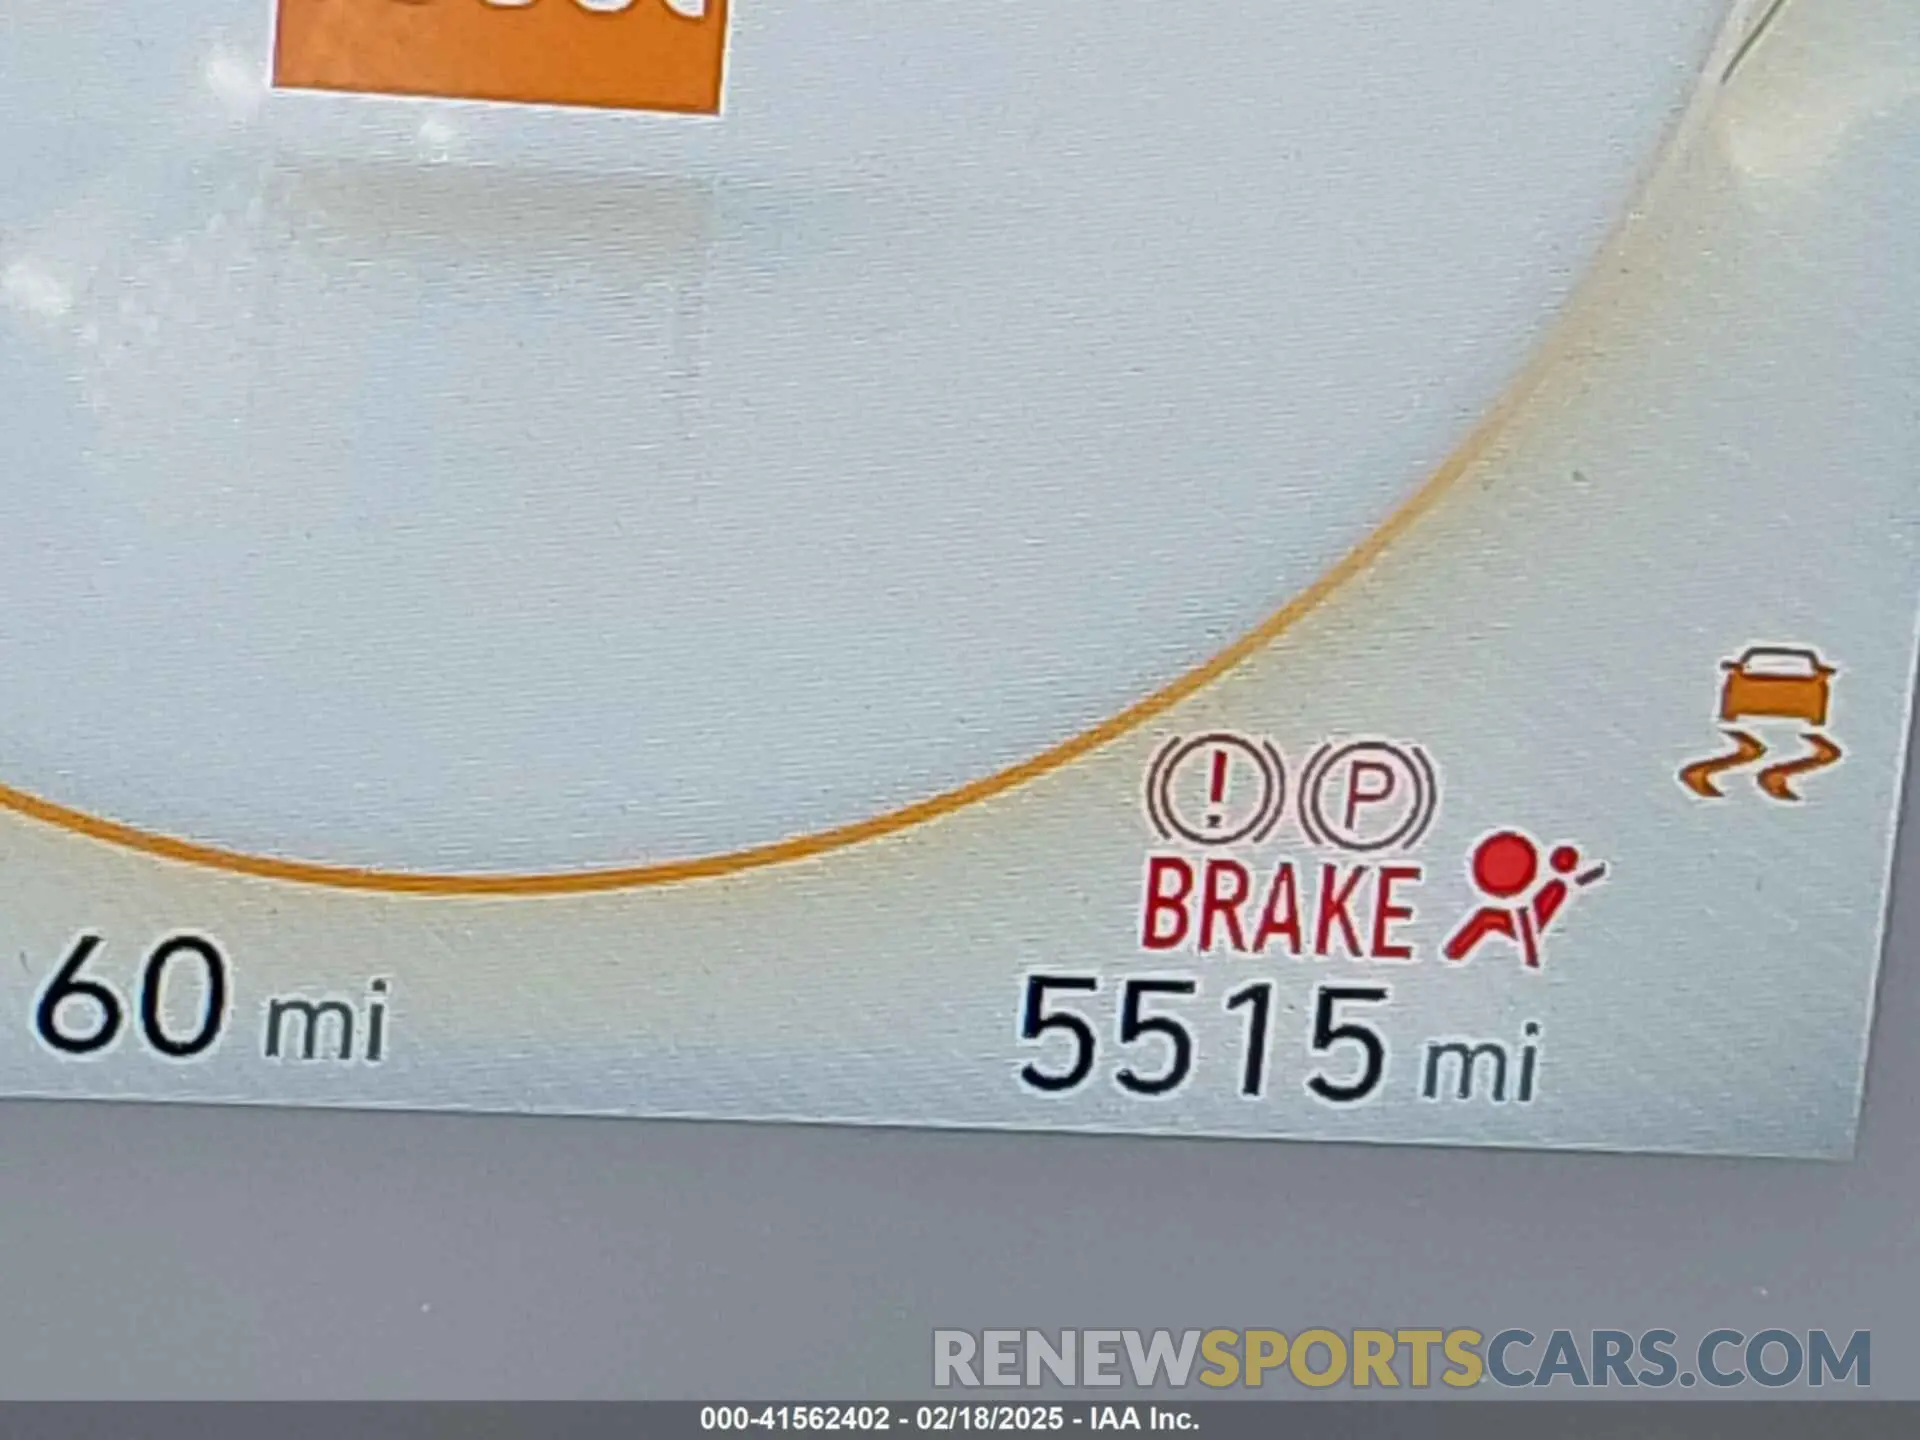 BRAKE
60 mi
5515 mi
RENEWSPORTSCARS.COM
000-41562402 - 02/18/2025 - IAA Inc.